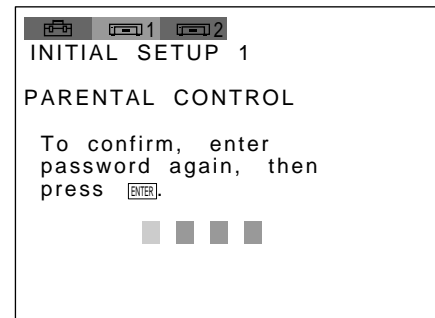 1 2
INITIAL SETUP 1
PARENTAL CONTROL
To confirm, enter
password again, then
press ENTER.